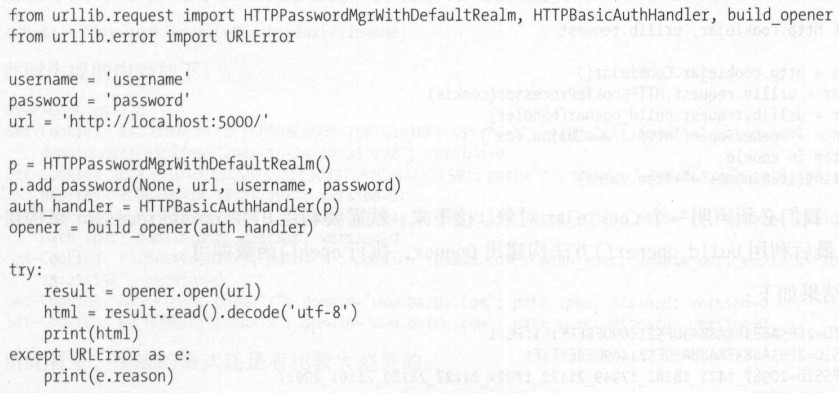 from urllib.request import HTTPPasswordMgrWithDefaultRealm, HTTPBasicAuthHandler, build_opener
from urllib.error import URLError
username = 'username'
password = 'password'
url = 'http://localhost:5000/'
p = HTTPPasswordMgrWithDefaultRealm()
p.add_password(None, url, username, password)
auth_handler = HTTPBasicAuthHandler(p)
opener = build_opener(auth_handler)
try:
    result = opener.open(url)
    html = result.read().decode('utf-8')
    print(html)
except URLError as e:
    print(e.reason)